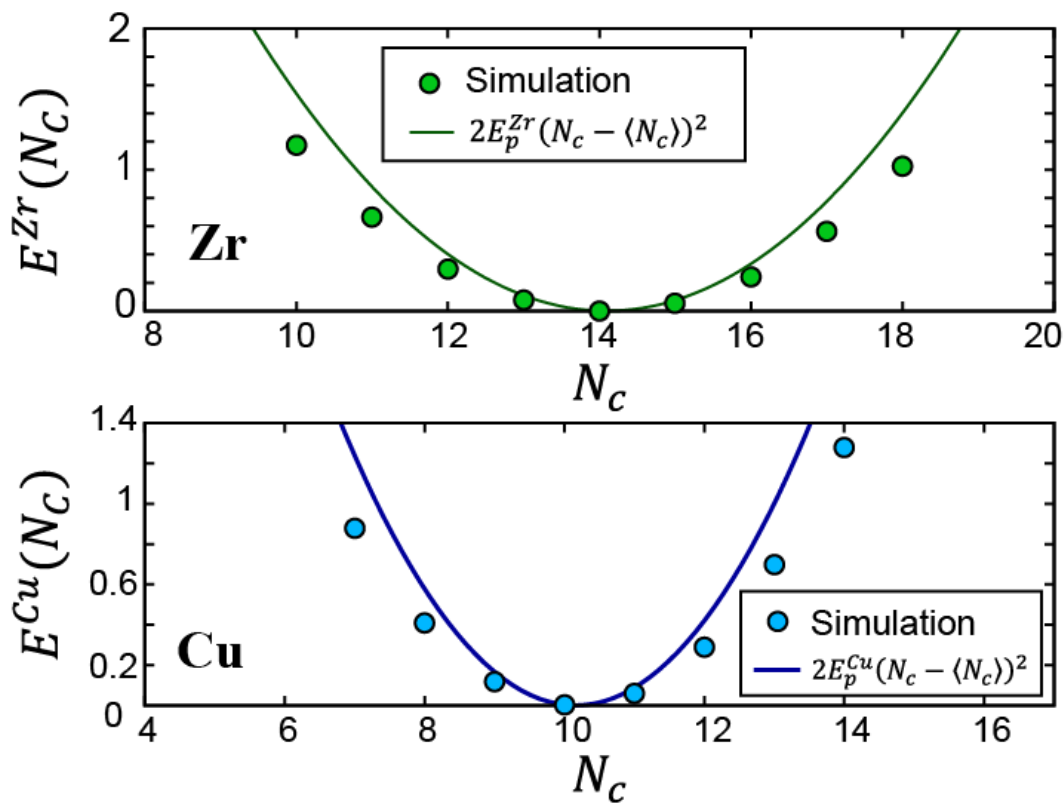 2
Simulation
2E_p^{Zr}(N_c − ⟨N_c⟩)²
E^{Zr}(N_C)
1
Zr
0
8 10 12 14 16 18 20
N_c
1.4
E^{Cu}(N_C)
1
0.6
Simulation
0.2
Cu
2E_p^{Cu}(N_c − ⟨N_c⟩)²
0
4 6 8 10 12 14 16
N_c